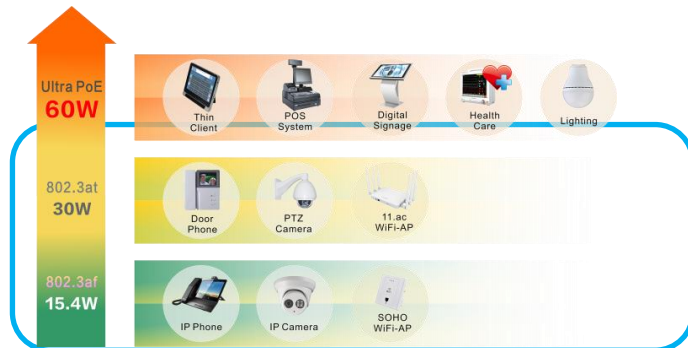 Ultra PoE
60W
Thin
Client
POS
System
Digital
Signage
Health
Care
Lighting
802.3at
30W
Door
Phone
PTZ
Camera
11.ac
WiFi-AP
802.3af
15.4W
IP Phone
IP Camera
SOHO
WiFi-AP